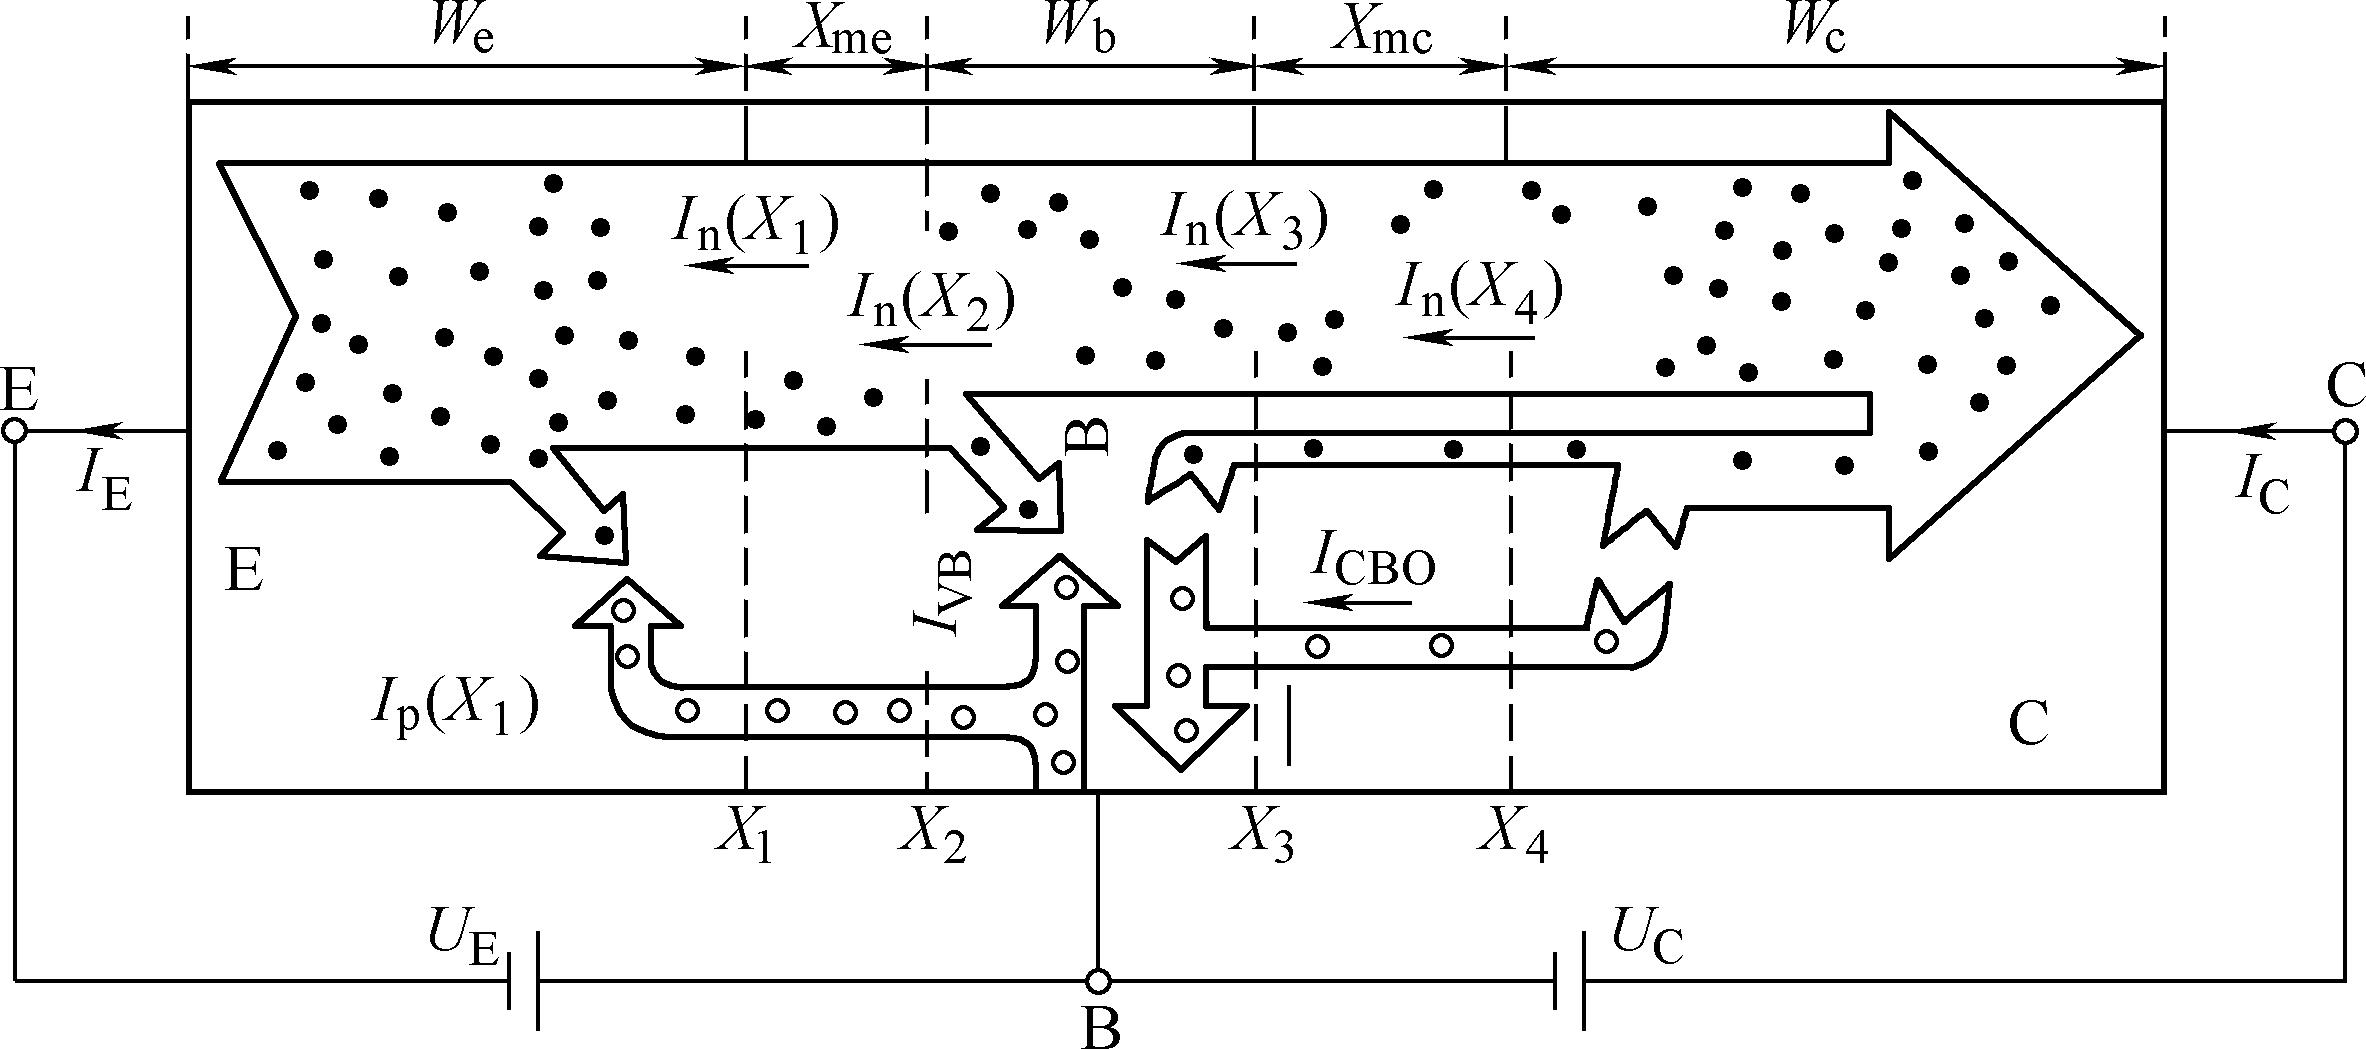 We Xme Wb Xmc Wc
In(X1) In(X3)
In(X2) In(X4)
E C
B
IE IC
E ICBO
IVB
Ip(X1) C
X1 X2 X3 X4
UE UC
B